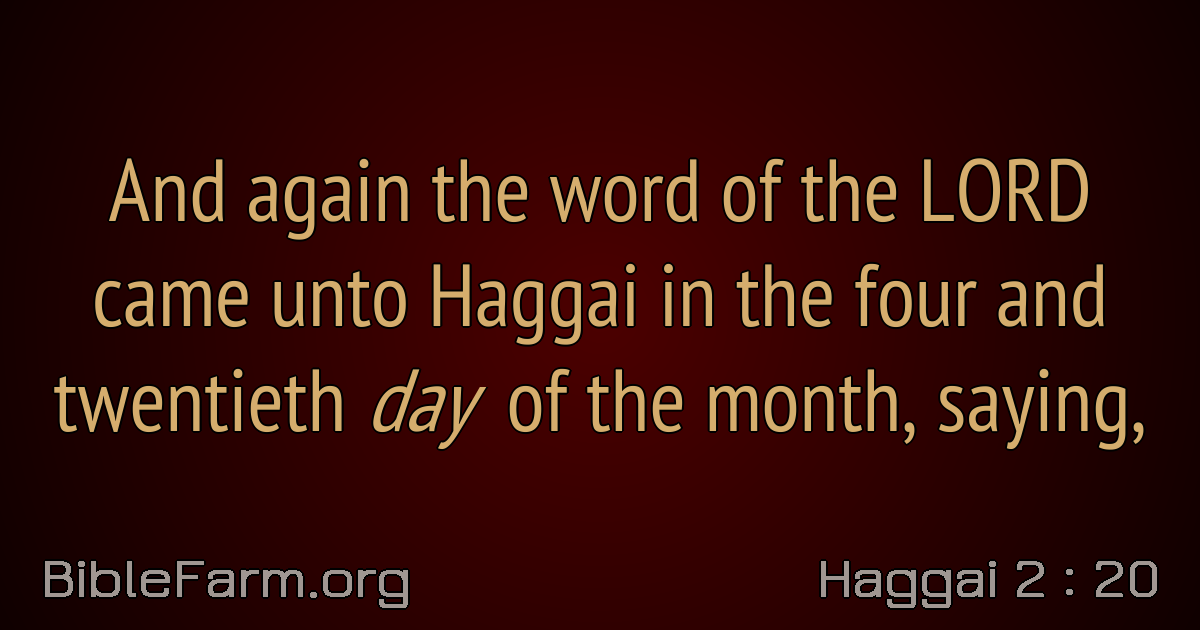 And again the word of the LORD
came unto Haggai in the four and
twentieth day of the month, saying,
BibleFarm.org
Haggai 2 : 20